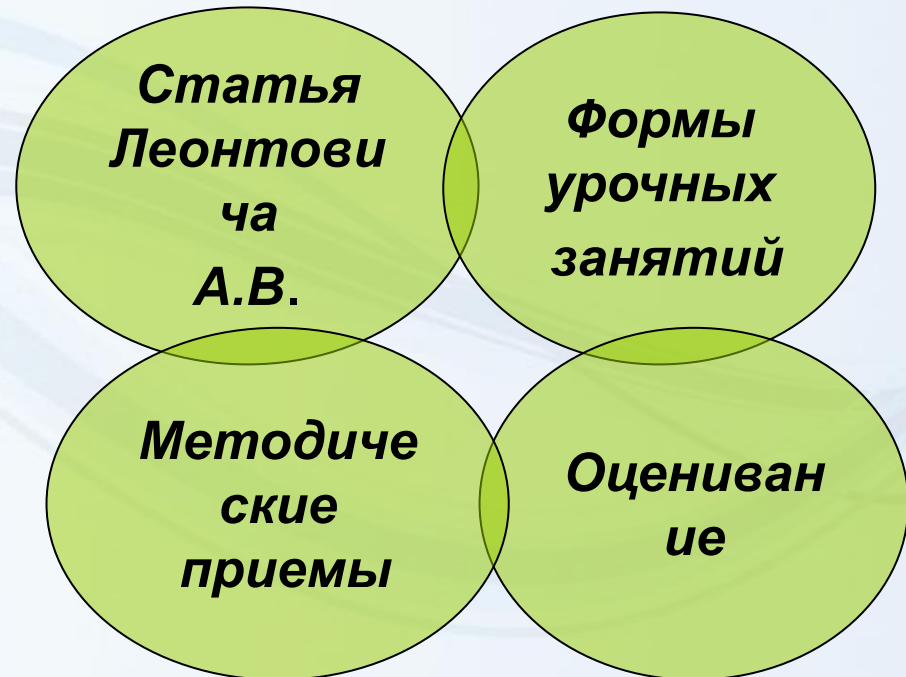 Статья
Леонтови
ча
А.В.
Формы
урочных
занятий
Методиче
ские
приемы
Оцениван
ие